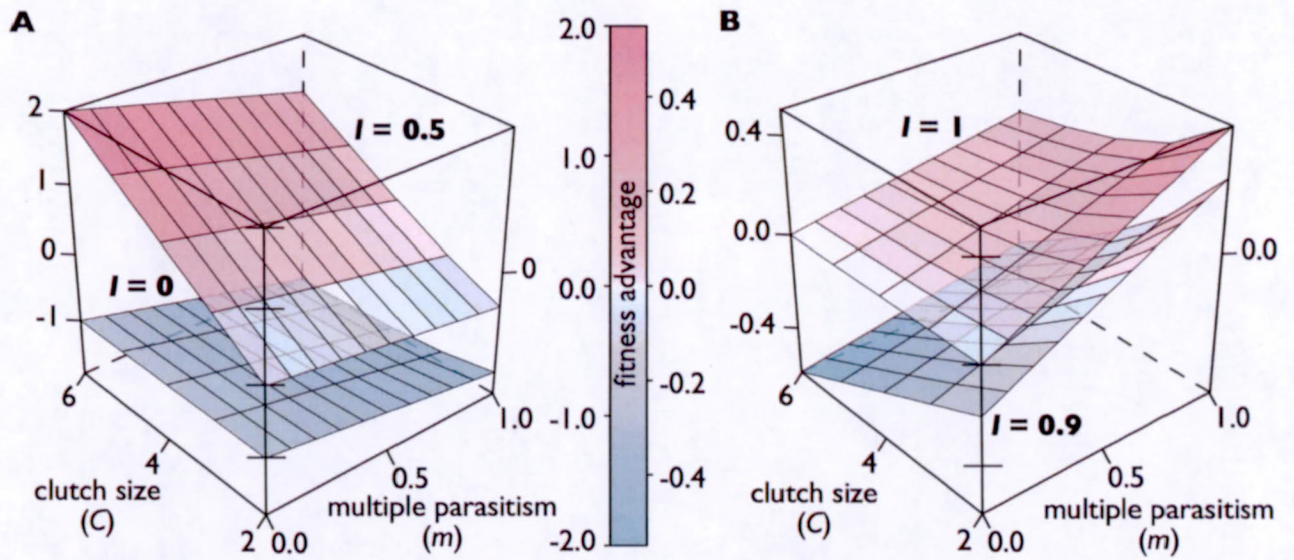 A
B
2
1
0
-1
I = 0.5
I = 0
0
6
4
2
0.0
0.5
1.0
clutch size
(C)
multiple parasitism
(m)
2.0
1.0
0.0
-1.0
-2.0
fitness advantage
0.4
0.2
0.0
-0.2
-0.4
0.4
0.0
-0.4
I = 1
I = 0.9
0.0
6
4
2
0.0
0.5
1.0
clutch size
(C)
multiple parasitism
(m)